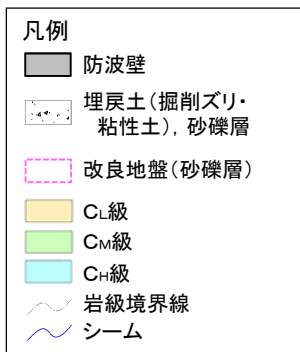 凡例
防波壁
埋戻土(掘削ズリ・
粘性土),砂礫層
改良地盤(砂礫層)
CL級
CM級
CH級
岩級境界線
シーム